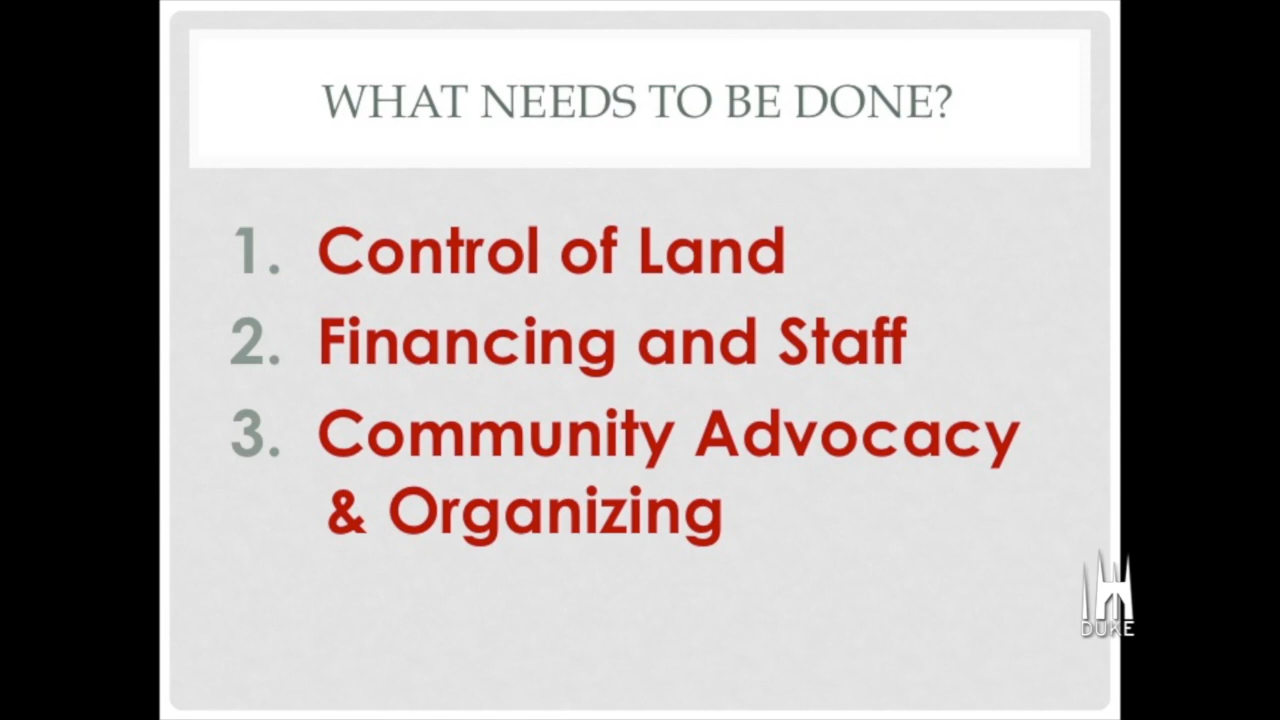 WHAT NEEDS TO BE DONE?
1. Control of Land
2. Financing and Staff
3. Community Advocacy
& Organizing
DUKE